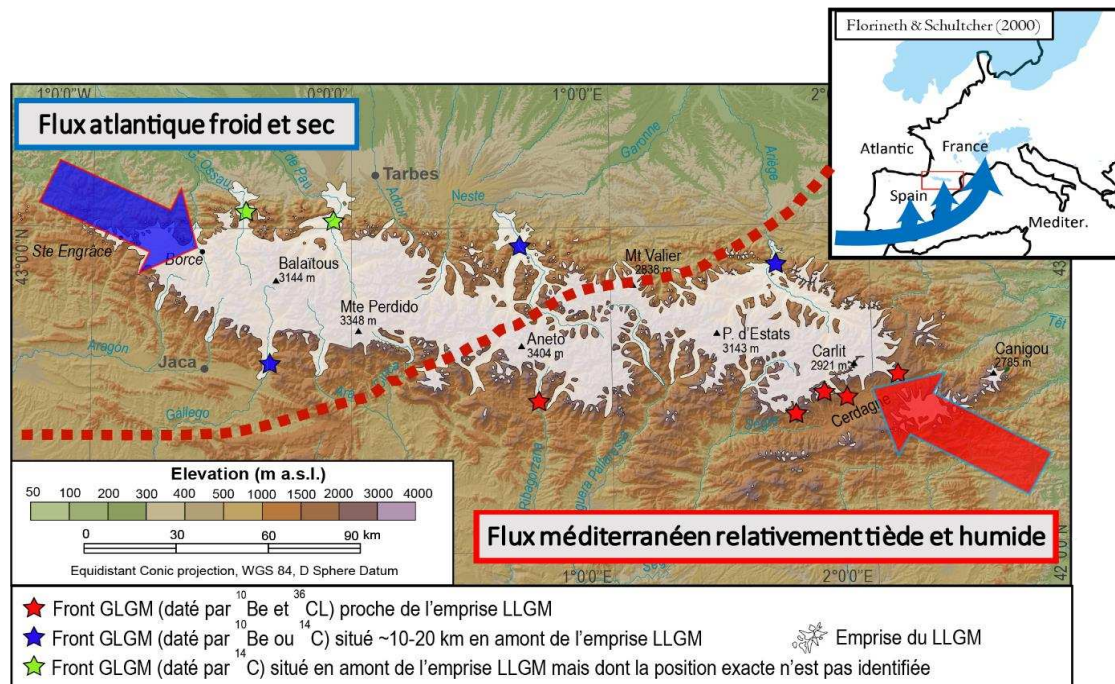 Florineth & Schultcher (2000)
Atlantic
France
Spain
Mediter.
1°0'0"W
0°0'0"
1°0'0"E
2°
Flux atlantique froid et sec
Ossau
de Pau
Adour
Tarbes
Neste
Garonne
Ariège
43°0'0"N
43
Ste Engrâce
Borce
Balaïtous
3144 m
Mte Perdido
3348 m
Mt Valier
2838 m
Aneto
3404 m
P. d'Estats
3143 m
Carlit
2921 m
Canigou
2785 m
Têt
Aragón
Jaca
Gállego
Cerdagne
Ribagorzana
Elevation (m a.s.l.)
50 100 200 300 400 500 1000 1500 2000 3000 4000
0 30 60 90 km
Equidistant Conic projection, WGS 84, D Sphere Datum
Flux méditerranéen relativement tiède et humide
42°0'0"N
1°0'0"E
2°0'0"E
Front GLGM (daté par 10Be et 36CL) proche de l'emprise LLGM
Front GLGM (daté par 10Be ou 14C) situé ~10-20 km en amont de l'emprise LLGM
Emprise du LLGM
Front GLGM (daté par 14C) situé en amont de l'emprise LLGM mais dont la position exacte n'est pas identifiée